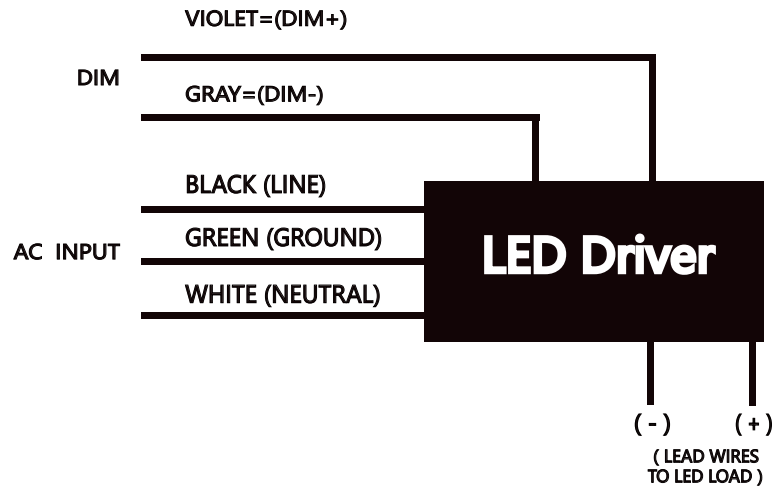 VIOLET=(DIM+)
DIM
GRAY=(DIM-)
BLACK (LINE)
GREEN (GROUND)
AC INPUT
WHITE (NEUTRAL)
LED Driver
(-) (+)
( LEAD WIRES
TO LED LOAD )